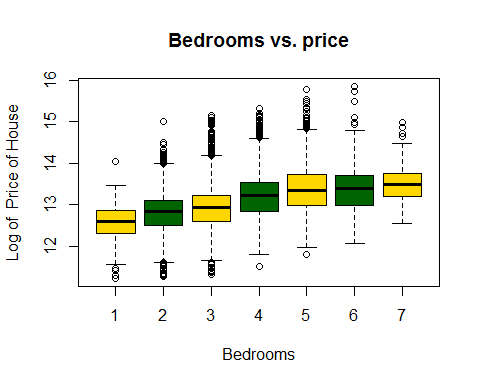 Bedrooms vs. price
Log of  Price of House
16
15
14
13
12
1 2 3 4 5 6 7
Bedrooms